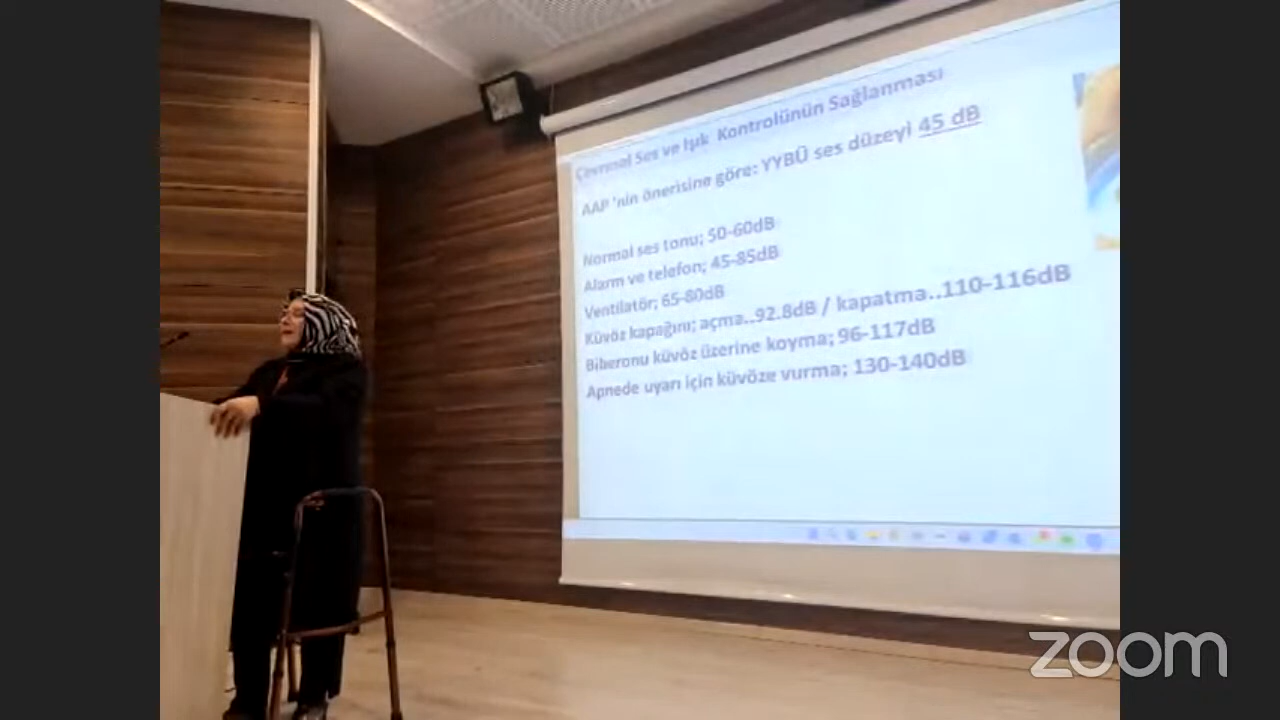 Çevresel Ses ve Işık Kontrolünün Sağlanması
AAP 'nin önerisine göre: YYBÜ ses düzeyi 45 dB
Normal ses tonu; 50-60dB
Alarm ve telefon; 45-85dB
Ventilatör; 65-80dB
Küvöz kapağını; açma..92.8dB / kapatma..110-116dB
Biberonu küvöz üzerine koyma; 96-117dB
Apnede uyarı için küvöze vurma; 130-140dB
zoom